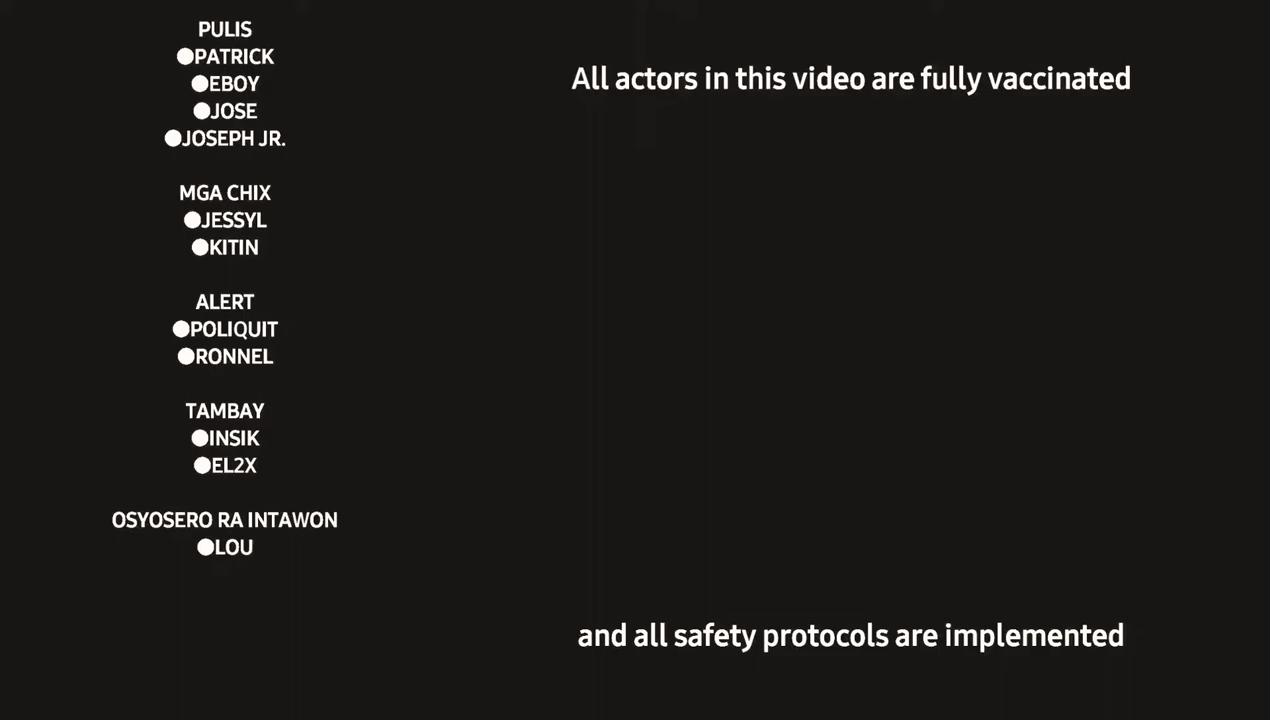 PULIS
●PATRICK
●EBOY
●JOSE
●JOSEPH JR.
MGA CHIX
●JESSYL
●KITIN
ALERT
●POLIQUIT
●RONNEL
TAMBAY
●INSIK
●EL2X
OSYOSERO RA INTAWON
●LOU
All actors in this video are fully vaccinated
and all safety protocols are implemented